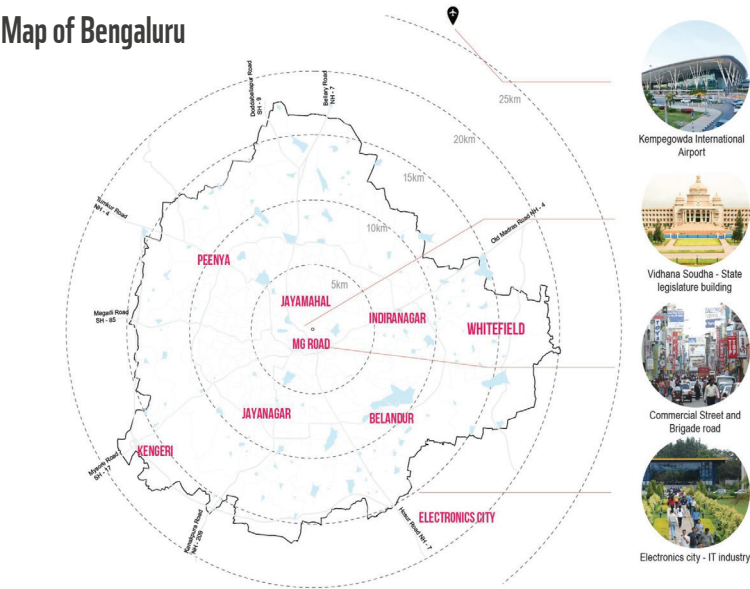 Map of Bengaluru
Doddaballapur Road
SH - 9
Bellary Road
NH - 7
25km
20km
15km
10km
5km
Tumkur Road
NH - 4
Old Madras Road NH - 4
PEENYA
JAYAMAHAL
INDIRANAGAR
WHITEFIELD
Magadi Road
SH - 85
MG ROAD
JAYANAGAR
BELANDUR
KENGERI
Mysore Road
SH - 17
Kanakpura Road
NH - 209
Hosur Road NH - 7
ELECTRONICS CITY
Kempegowda International
Airport
Vidhana Soudha - State
legislature building
Commercial Street and
Brigade road
Electronics city - IT industry